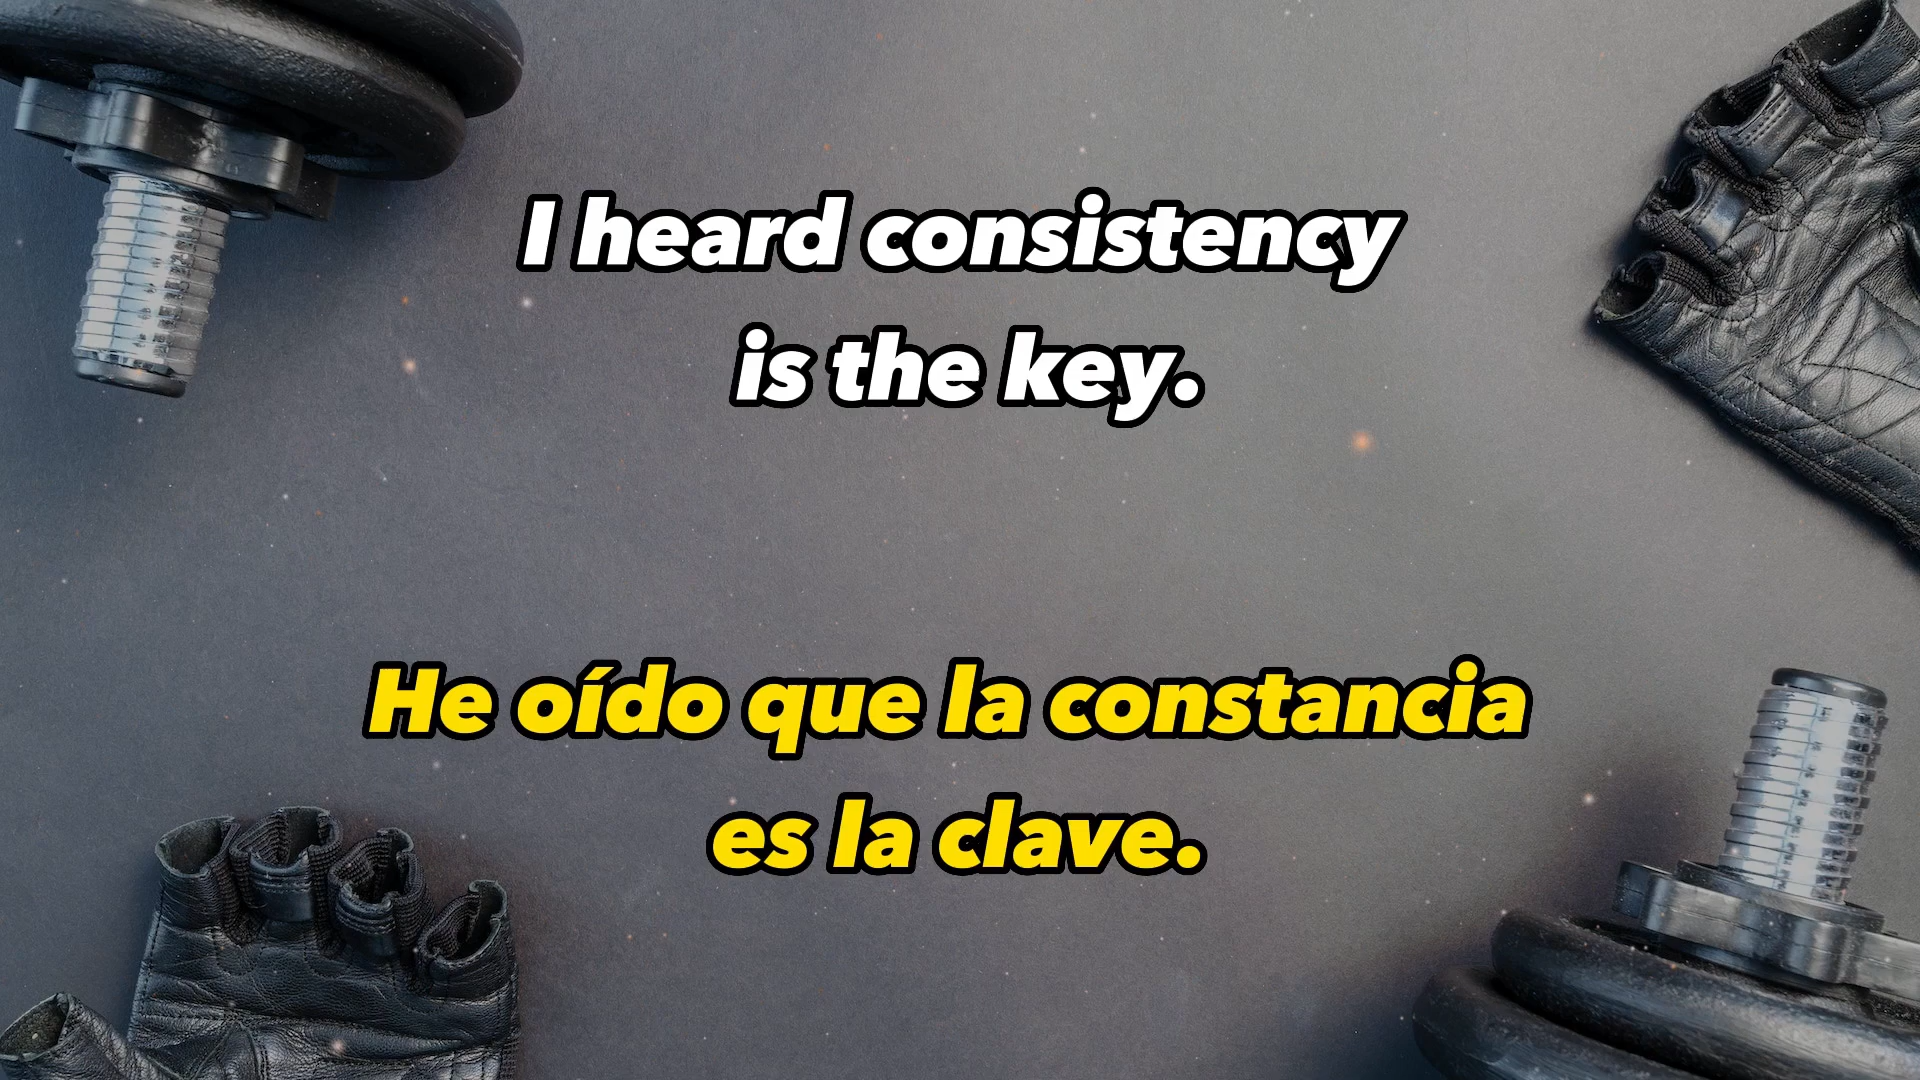 I heard consistency
is the key.
He oído que la constancia
es la clave.